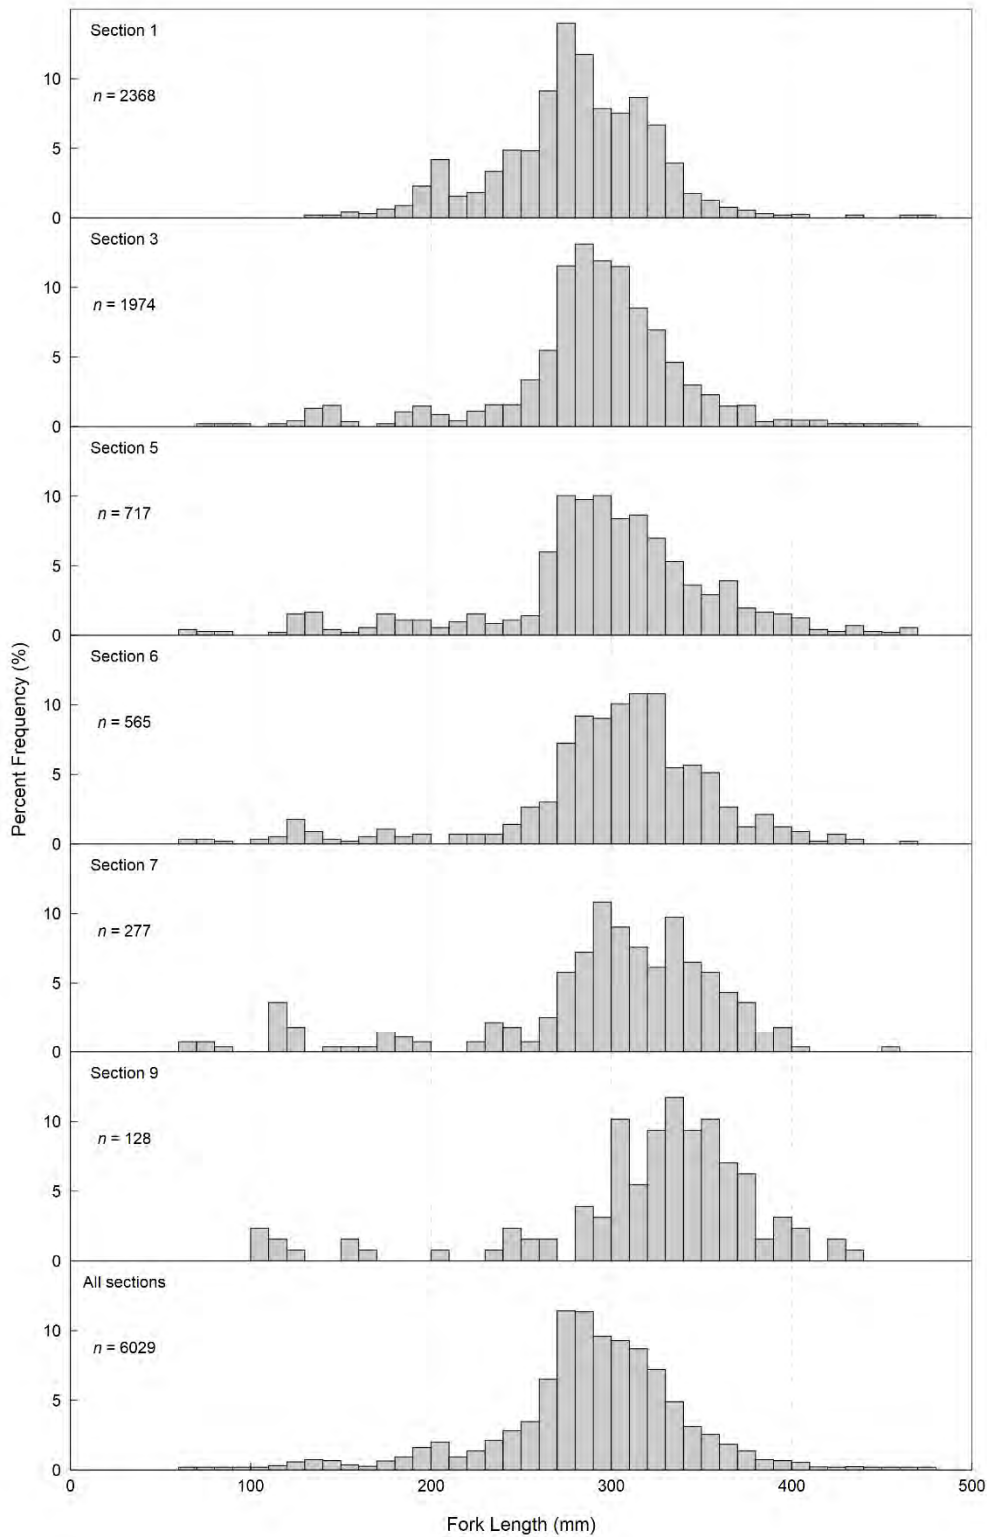 Section 1
10
n = 2368
5
0
Section 3
10
n = 1974
5
0
Section 5
10
n = 717
5
0
Section 6
10
n = 565
5
0
Section 7
10
n = 277
5
0
Section 9
10
n = 128
5
0
All sections
10
n = 6029
5
0
Percent Frequency (%)
0 100 200 300 400 500
Fork Length (mm)